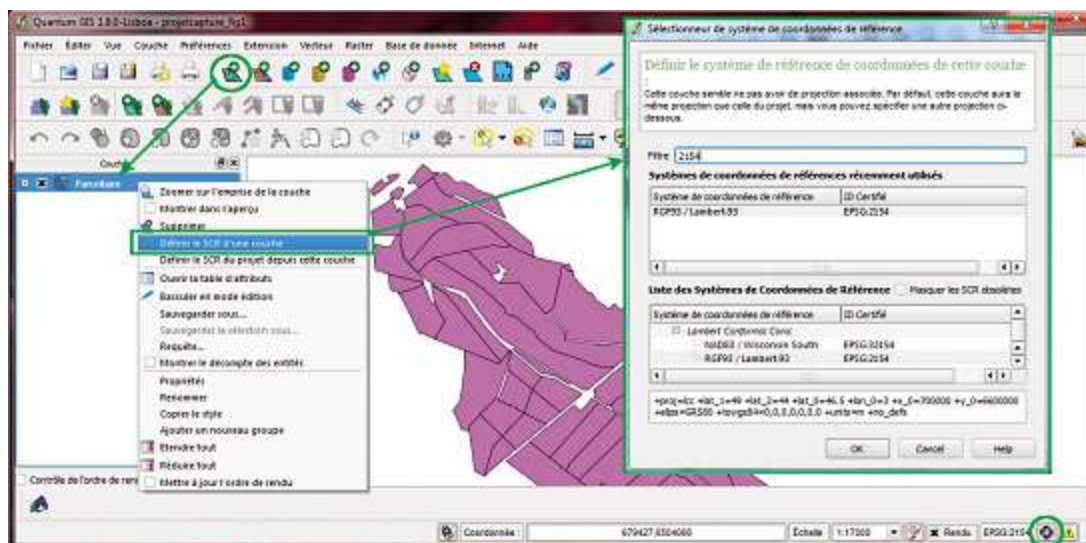 Quantum GIS 1.8.0-Lisboa - projetcapture_fig1
Fichier Éditer Vue Couche Préférences Extension Vecteur Raster Base de donnée Internet Aide
Parcellaire
Zoomer sur l'emprise de la couche
Montrer dans l'aperçu
Supprimer
Définir le SCR d'une couche
Définir le SCR du projet depuis cette couche
Ouvrir la table d'attributs
Basculer en mode édition
Sauvegarder sous...
Sauvegarder la sélection sous...
Requête...
Montrer le décompte des entités
Propriétés
Renommer
Copier le style
Ajouter un nouveau groupe
Etendre tout
Réduire tout
Mettre à jour l'ordre de rendu
Contrôle de l'ordre de
Sélectionneur de système de coordonnées de référence
Définir le système de référence de coordonnées de cette couche
:
Cette couche semble ne pas avoir de projection associée. Par défaut, cette couche aura la
même projection que celle du projet, mais vous pouvez spécifier une autre projection ci-
dessous.
Filtre 2154
Systèmes de coordonnées de références récemment utilisés
Système de coordonnées de référence ID Certifié
RGF93 / Lambert-93 EPSG:2154
Liste des Systèmes de Coordonnées de Référence Masquer les SCR obsolètes
Système de coordonnées de référence ID Certifié
Lambert Conformal Conic
NAD83 / Wisconsin South EPSG:32154
RGF93 / Lambert-93 EPSG:2154
+proj=lcc +lat_1=49 +lat_2=44 +lat_0=46.5 +lon_0=3 +x_0=700000 +y_0=6600000
+ellps=GRS80 +towgs84=0,0,0,0,0,0,0 +units=m +no_defs
OK Cancel Help
Coordonnée : Echelle 1:17300 Rendu EPSG:2154